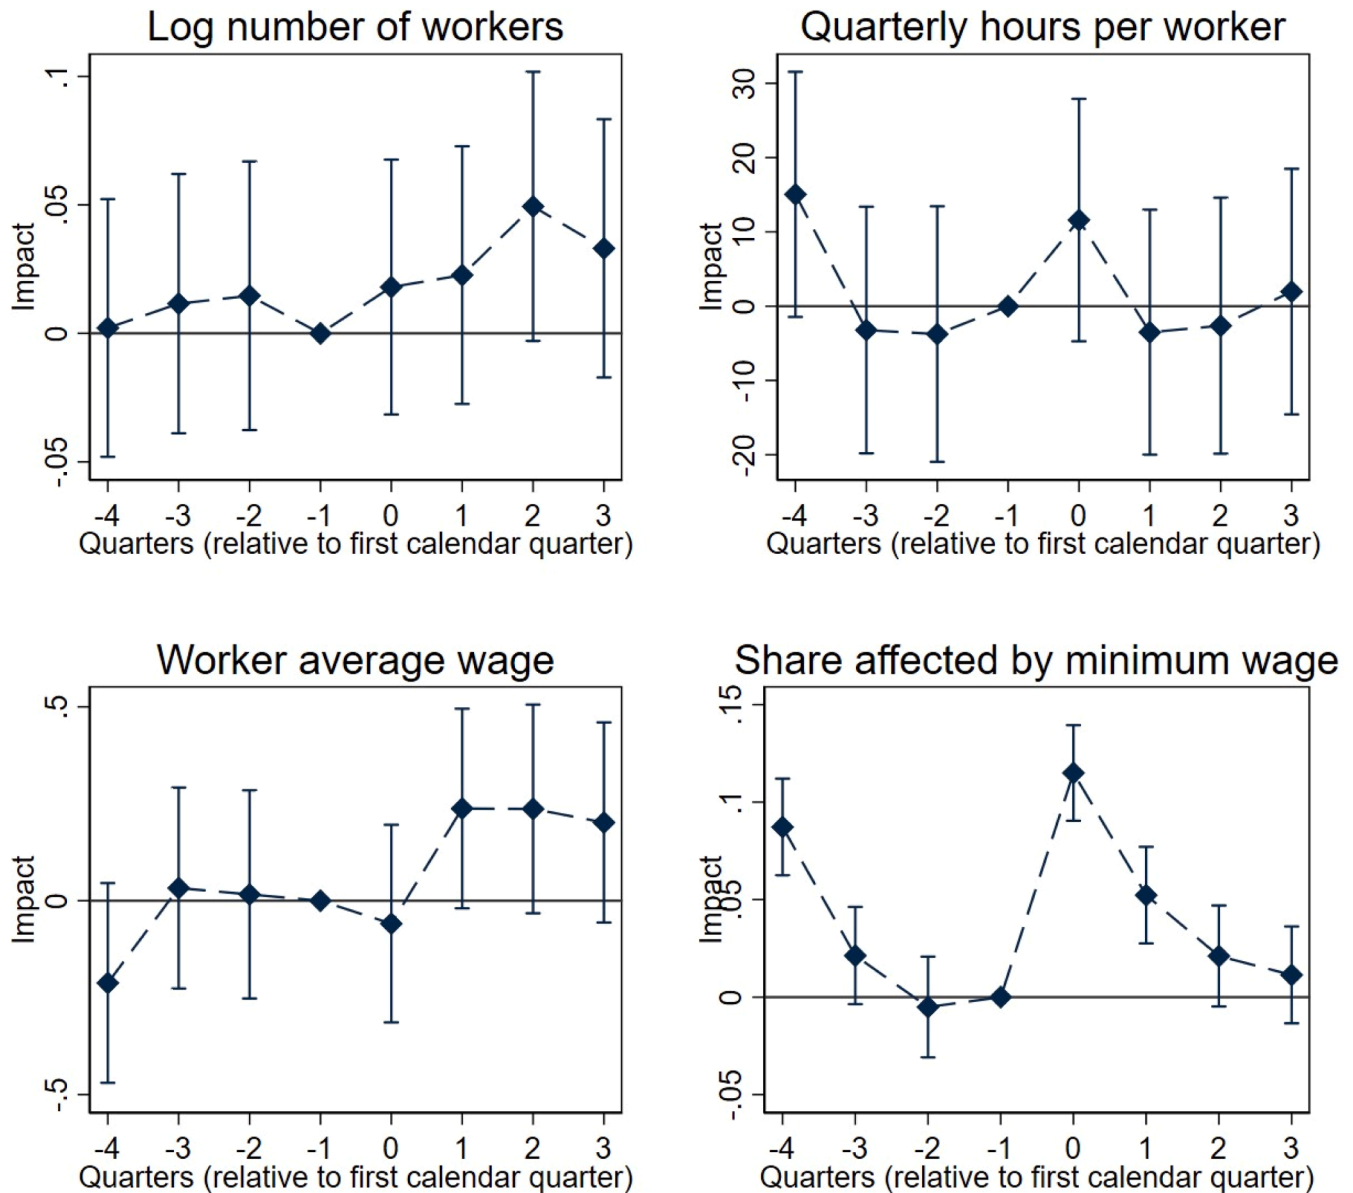 Log number of workers
Impact
.1
.05
0
-.05
-4 -3 -2 -1 0 1 2 3
Quarters (relative to first calendar quarter)
Quarterly hours per worker
Impact
30
20
10
0
-10
-20
-4 -3 -2 -1 0 1 2 3
Quarters (relative to first calendar quarter)
Worker average wage
Impact
.5
0
-.5
-4 -3 -2 -1 0 1 2 3
Quarters (relative to first calendar quarter)
Share affected by minimum wage
Impact
.15
.1
.05
0
-.05
-4 -3 -2 -1 0 1 2 3
Quarters (relative to first calendar quarter)